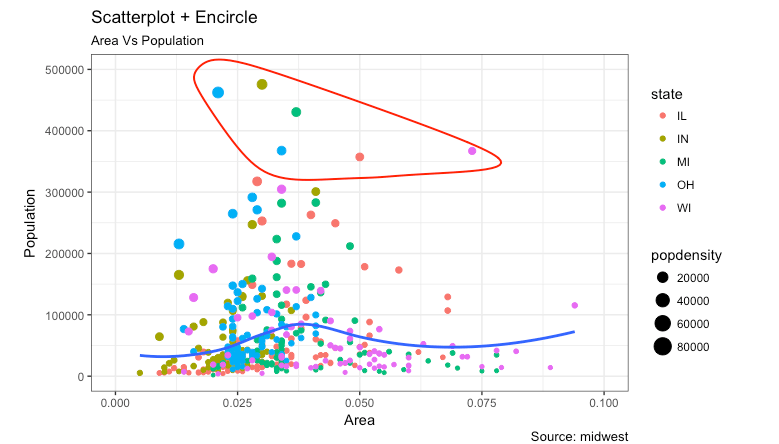 Scatterplot + Encircle
Area Vs Population
500000
400000
300000
200000
100000
0
Population
0.000
0.025
0.050
0.075
0.100
Area
state
IL
IN
MI
OH
WI
popdensity
20000
40000
60000
80000
Source: midwest